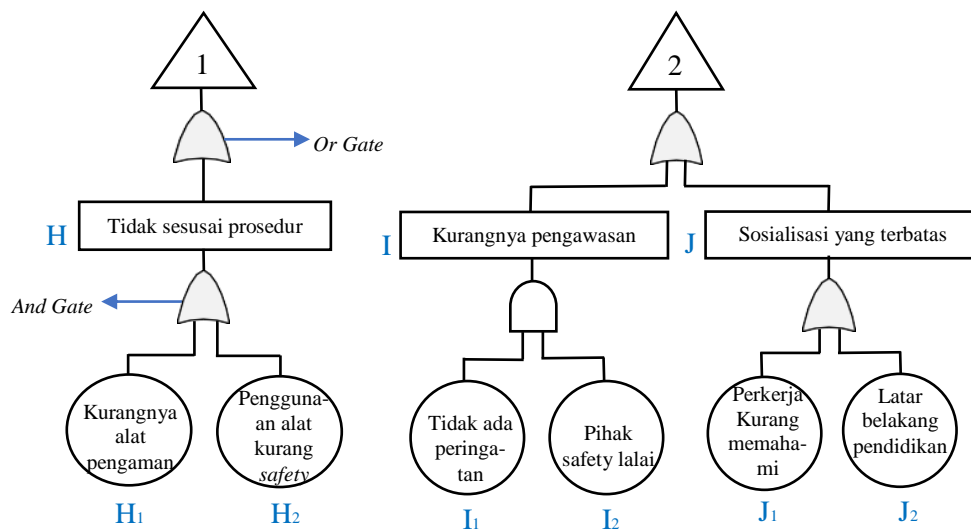 1
2
Or Gate
H
Tidak sesusai prosedur
I
Kurangnya pengawasan
J
Sosialisasi yang terbatas
And Gate
Kurangnya
alat
pengaman
Penggu​na-
an alat
kurang
safety
Tidak ada
peringa-
tan
Pihak
safety lalai
Perkerja
Kurang
memaha-
mi
Latar
belakang
pendidikan
H1
H2
I1
I2
J1
J2